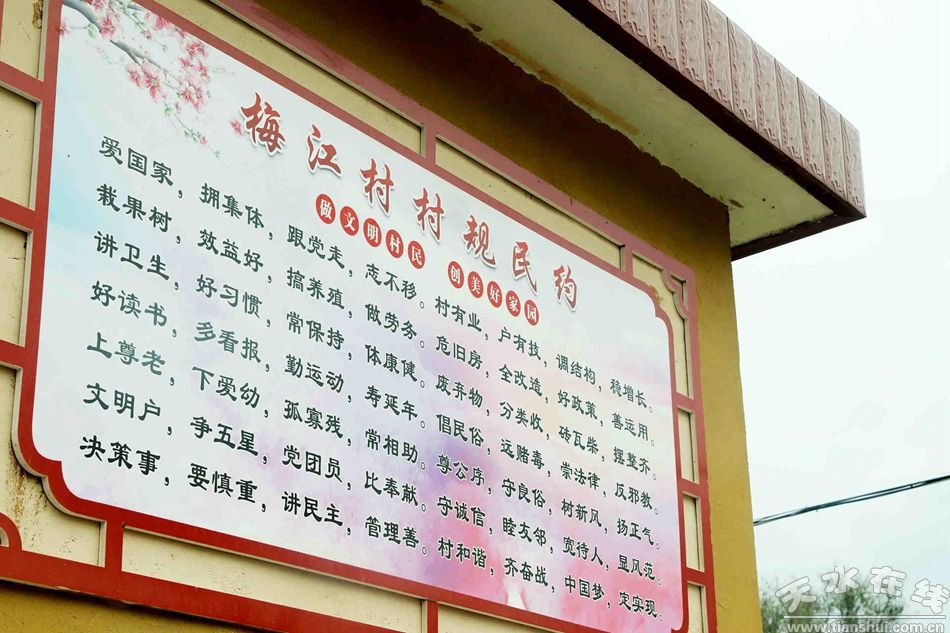 梅江村村规民约
做文明村民 创美好家园
爱国家，拥集体，跟党走，志不移。村有业，户有技，调结构，稳增长。
栽果树，效益好，搞养殖，做劳务。危旧房，全改造，好政策，善运用。
讲卫生，好习惯，常保持，体康健。废弃物，分类收，砖瓦柴，摆整齐。
好读书，多看报，勤运动，寿延年。倡民俗，远赌毒，崇法律，反邪教。
上尊老，下爱幼，孤寡残，常相助。尊公序，守良俗，树新风，扬正气。
文明户，争五星，党团员，比奉献。守诚信，睦友邻，宽待人，显风范。
决策事，要慎重，讲民主，管理善。村和谐，齐奋战，中国梦，定实现。
天水在线
www.tianshui.com.cn